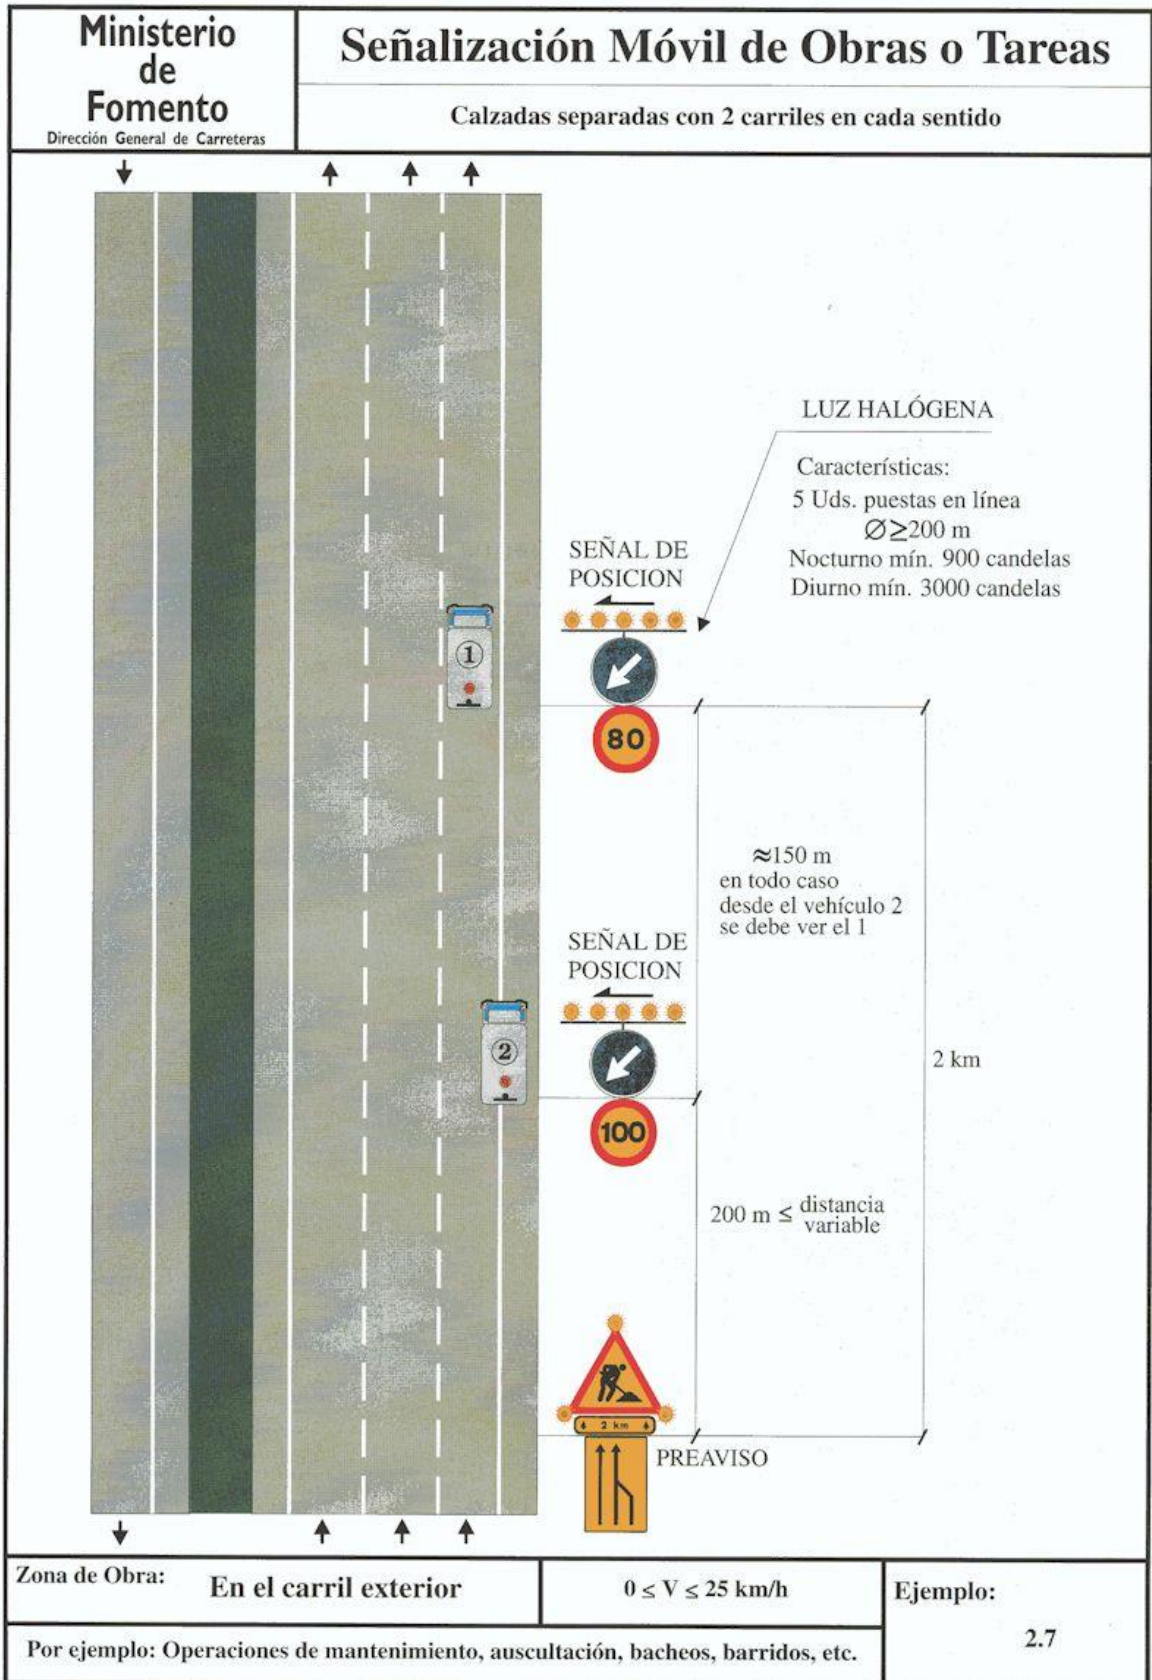 Ministerio
de
Fomento
Dirección General de Carreteras
Señalización Móvil de Obras o Tareas
Calzadas separadas con 2 carriles en cada sentido
LUZ HALÓGENA
Características:
5 Uds. puestas en línea
Ø≥200 m
Nocturno mín. 900 candelas
Diurno mín. 3000 candelas
SEÑAL DE
POSICION
1
80
≈150 m
en todo caso
desde el vehículo 2
se debe ver el 1
SEÑAL DE
POSICION
2
100
2 km
200 m ≤ distancia
variable
2 km
PREAVISO
Zona de Obra:
En el carril exterior
0 ≤ V ≤ 25 km/h
Ejemplo:
2.7
Por ejemplo: Operaciones de mantenimiento, auscultación, bacheos, barridos, etc.